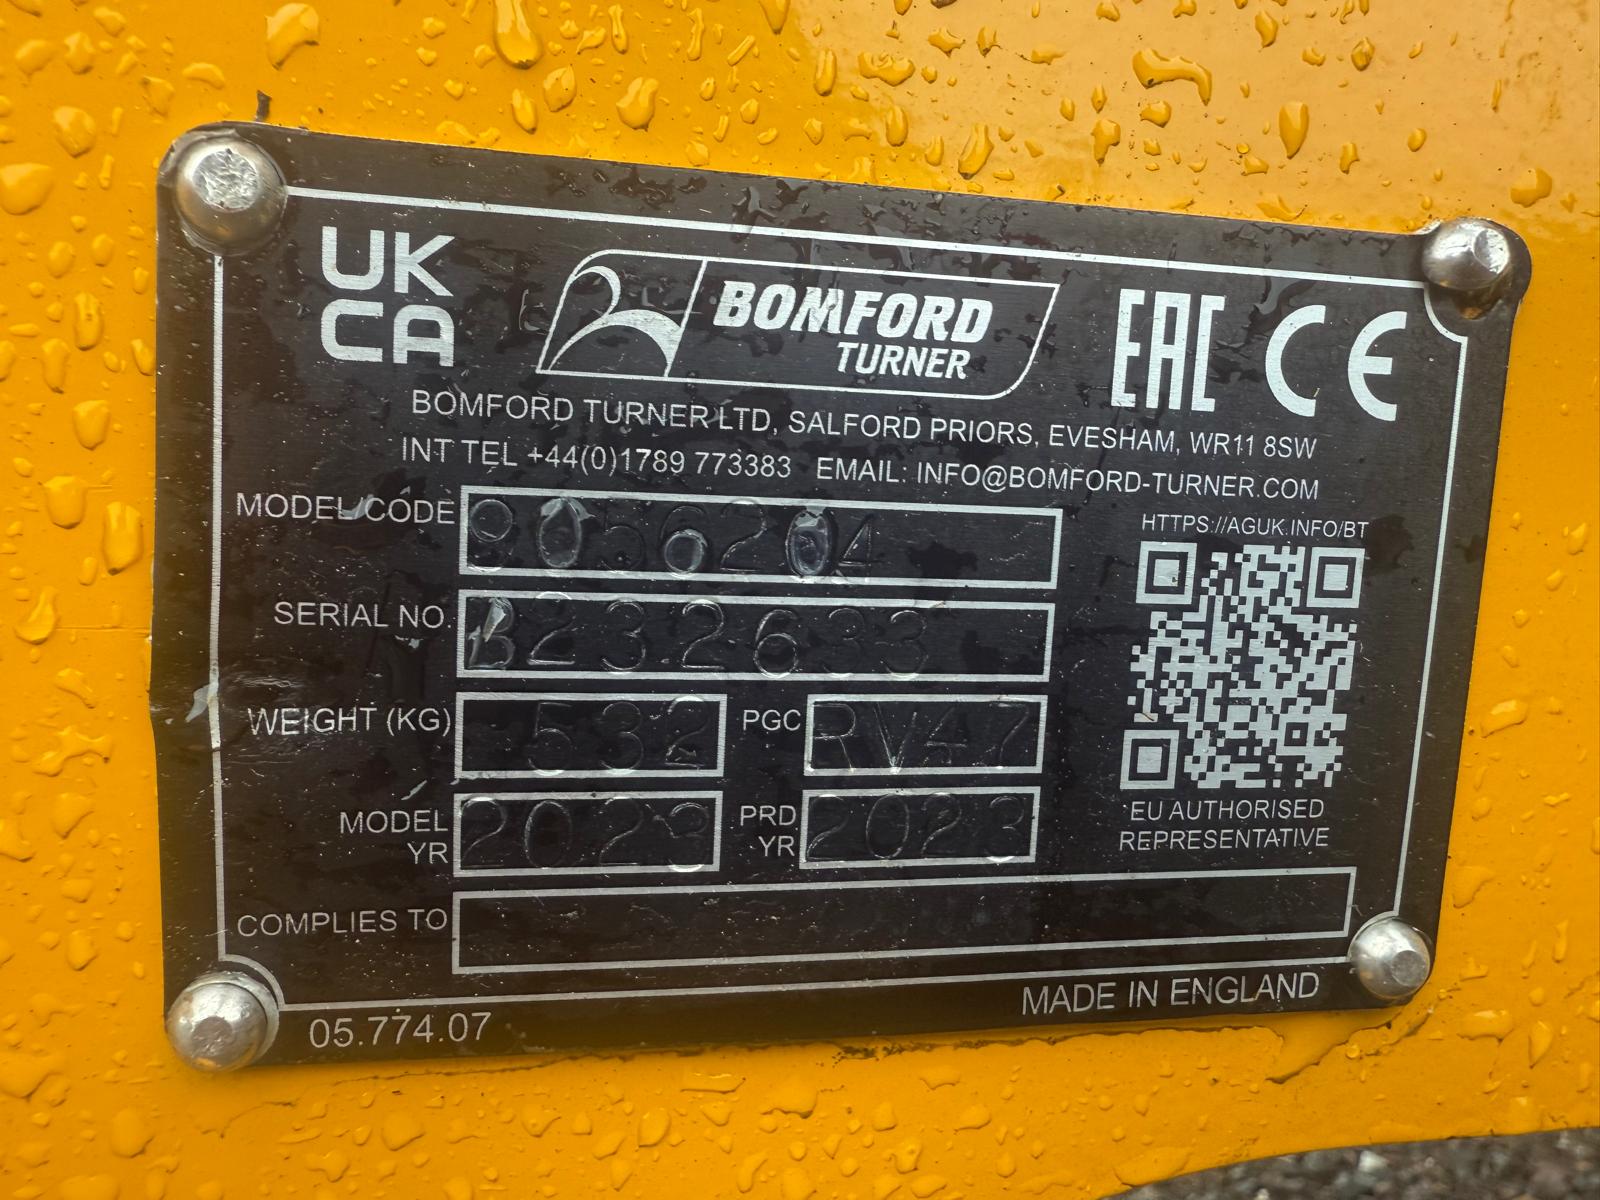 UK
CA
BOMFORD
TURNER
EAC CE
BOMFORD TURNER LTD, SALFORD PRIORS, EVESHAM, WR11 8SW
INT TEL +44(0)1789 773383 EMAIL: INFO@BOMFORD-TURNER.COM
MODEL/CODE 9056204
HTTPS://AGUK.INFO/BT
SERIAL NO. B232633
WEIGHT (KG) 532 PGC RV47
MODEL YR 2023 PRD YR 2023
EU AUTHORISED
REPRESENTATIVE
COMPLIES TO
MADE IN ENGLAND
05.774.07